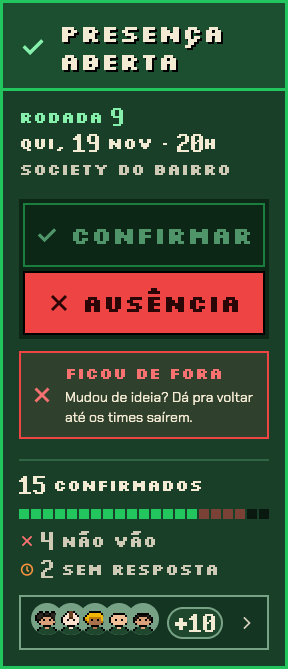 PRESENÇA
ABERTA
RODADA 9
QUI, 19 NOV · 20H
SOCIETY DO BAIRRO
CONFIRMAR
AUSÊNCIA
FICOU DE FORA
Mudou de ideia? Dá pra voltar
até os times saírem.
15 CONFIRMADOS
4 NÃO VÃO
2 SEM RESPOSTA
+10